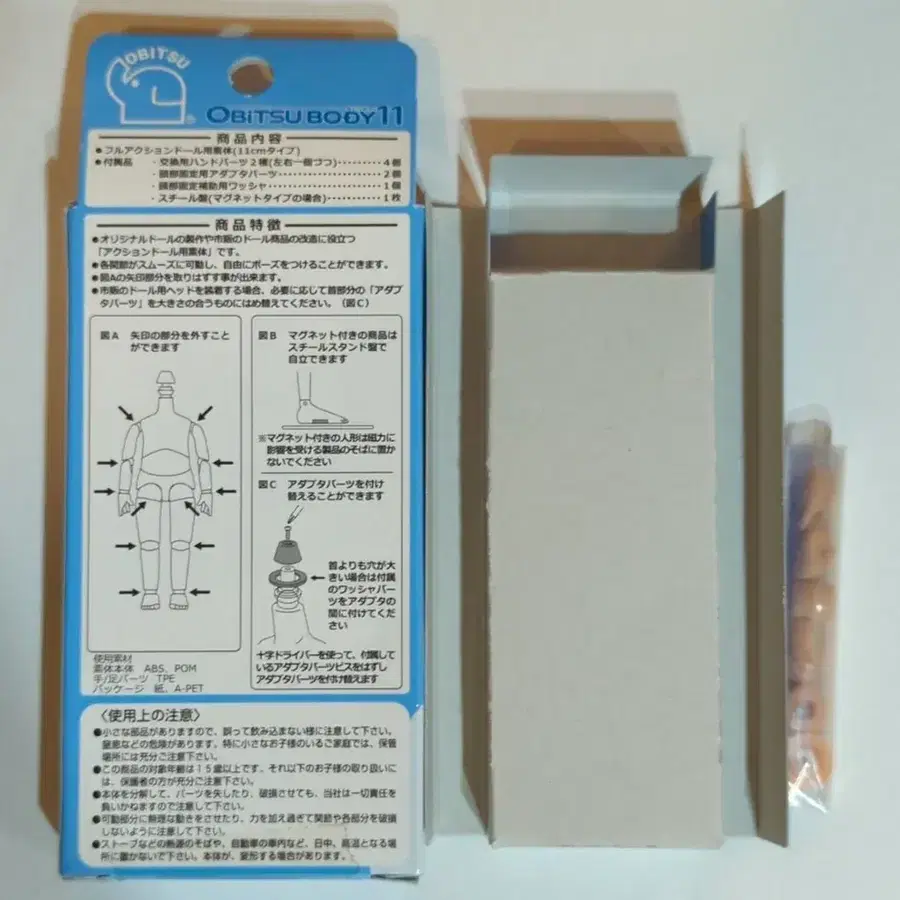 OBITSU
OBITSU BODY 11
商品内容
●フルアクションドール用素体(11cmタイプ)
●付属品 ・交換用ハンドパーツ2種(左右一個づつ)・・・・・・・・・4個
・頭部固定用アダプタパーツ・・・・・・・・・・・・・・・2個
・頭部固定補助用ワッシャ・・・・・・・・・・・・・・・・1個
・スチール盤(マグネットタイプの場合)・・・・・・・・・・1枚
商品特徴
●オリジナルドールの製作や市販のドール商品の改造に役立つ
「アクションドール用素体」です。
●各関節がスムーズに可動し、自由にポーズをつけることができます。
●図Aの矢印部分を取りはずす事が出来ます。
●市販のドール用ヘッドを装着する場合、必要に応じて首部分の「アダプ
タパーツ」を大きさの合うものにはめ替えてください。(図C)
図A 矢印の部分を外すこと
ができます
図B マグネット付きの商品は
スチールスタンド盤で
自立できます
※マグネット付きの人形は磁力に
影響を受ける製品のそばに置か
ないでください
図C アダプタパーツを付け
替えることができます
首よりも穴が大
きい場合は付属
のワッシャパー
ツをアダプタの
間に付けてくだ
さい
十字ドライバーを使って、付属して
いるアダプタパーツビスをはずし
アダプタパーツを付け替えます
使用素材
素体本体 ABS、POM
手/足パーツ TPE
パッケージ 紙、A-PET
〈使用上の注意〉
●小さな部品がありますので、誤って飲み込まない様に注意して下さい。
窒息などの危険があります。特に小さなお子様のいるご家庭では、保管
場所には充分ご注意下さい。
●この商品の対象年齢は15歳以上です、それ以下のお子様の取り扱いに
は、保護者の方が充分ご注意下さい。
●本体を分解して、パーツを失したり、破損させても、当社は一切責任を
負いかねますので注意して下さい。
●可動部分に無理な動きをさせたり、力を加え過ぎて関節や各部分を破損
しないように注意して下さい。
●ストーブなどの熱源のそばや、自動車の車内など、日中、高温となる場
所に置かないで下さい。本体が、変形する場合があります。